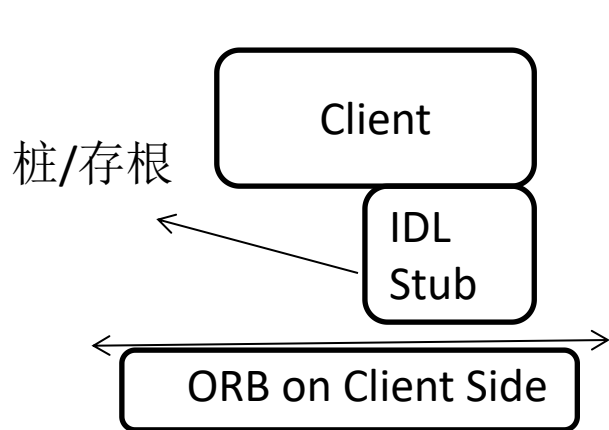 Client
桩/存根
IDL
Stub
ORB on Client Side